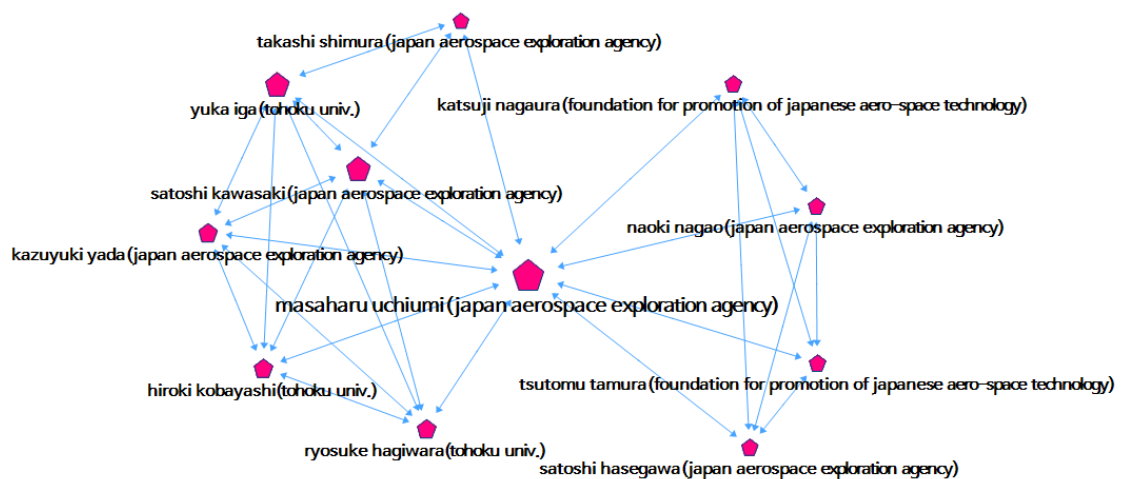 takashi shimura(japan aerospace exploration agency)
yuka iga(tohoku univ.)
katsuji nagaura(foundation for promotion of japanese aero-space technology)
satoshi kawasaki(japan aerospace exploration agency)
naoki nagao(japan aerospace exploration agency)
kazuyuki yada(japan aerospace exploration agency)
masaharu uchiumi(japan aerospace exploration agency)
hiroki kobayashi(tohoku univ.)
tsutomu tamura(foundation for promotion of japanese aero-space technology)
ryosuke hagiwara(tohoku univ.)
satoshi hasegawa(japan aerospace exploration agency)